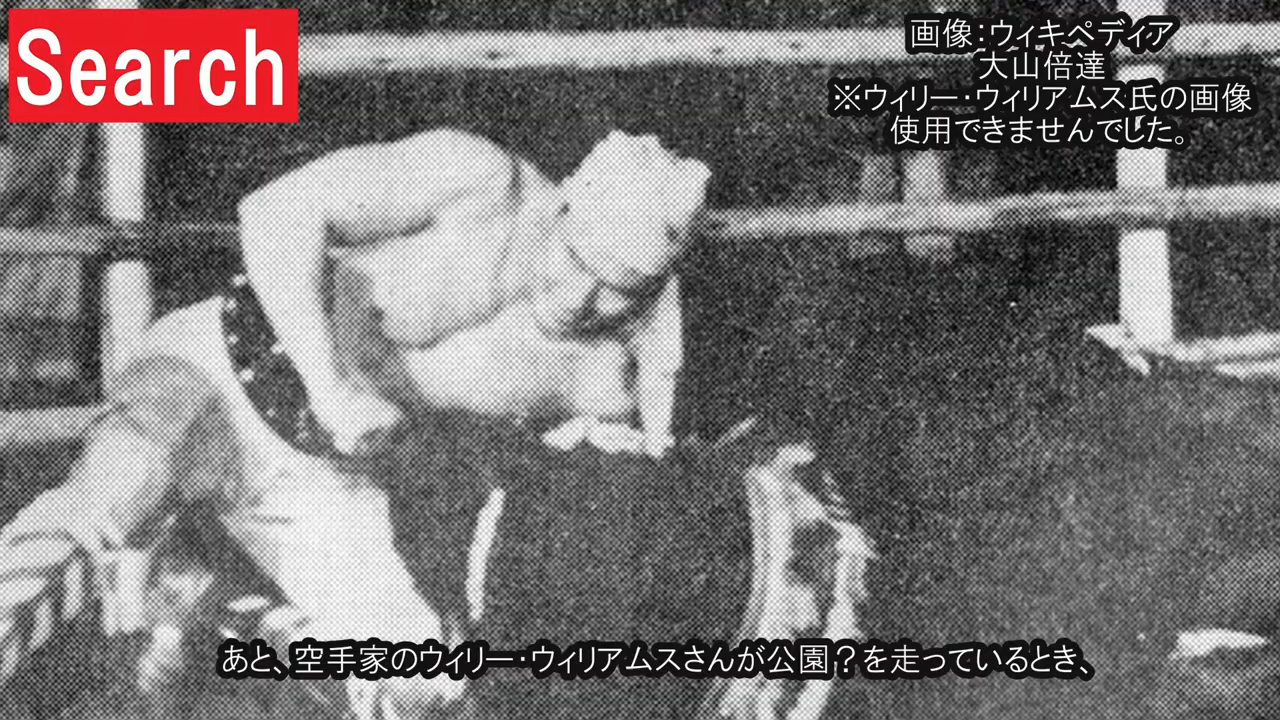 Search
画像：ウィキペディア
大山倍達
※ウィリー・ウィリアムス氏の画像
使用できませんでした。
あと、空手家のウィリー・ウィリアムスさんが公園？を走っているとき、